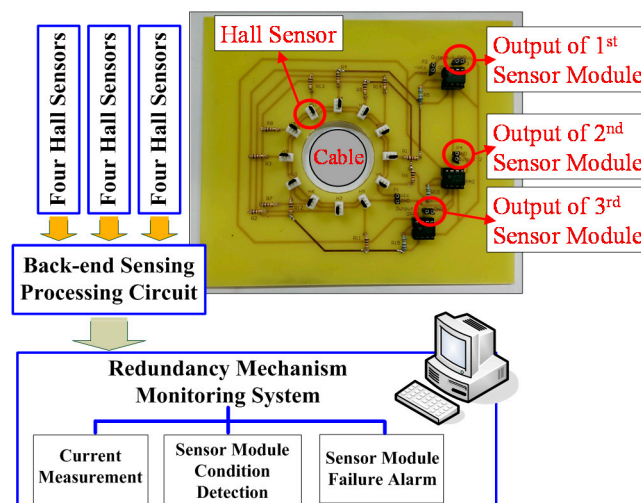 Four Hall Sensors
Four Hall Sensors
Four Hall Sensors
Hall Sensor
Cable
Output of 1st
Sensor Module
Output of 2nd
Sensor Module
Output of 3rd
Sensor Module
Back-end Sensing
Processing Circuit
Redundancy Mechanism
Monitoring System
Current
Measurement
Sensor Module
Condition
Detection
Sensor Module
Failure Alarm